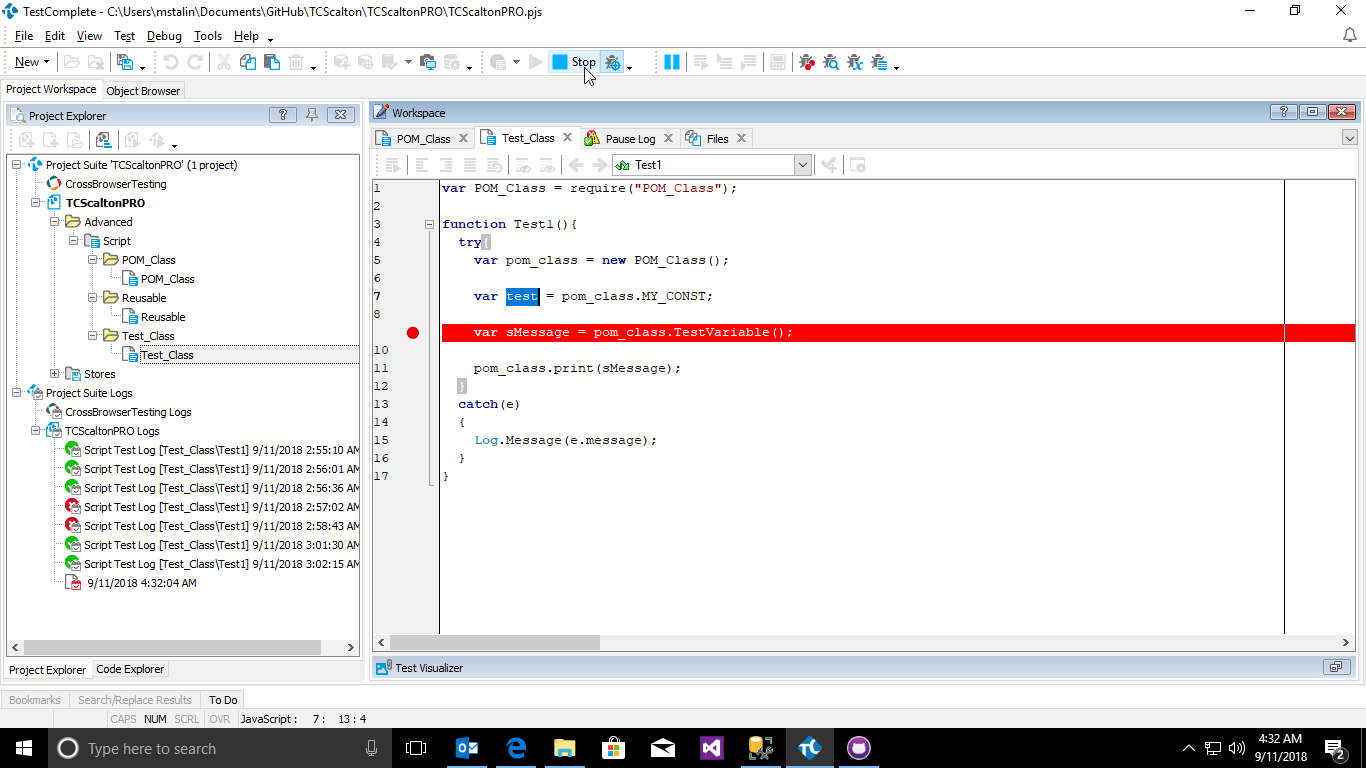 TestComplete - C:\Users\mstalin\Documents\GitHub\TCScalton\TCScaltonPRO\TCScaltonPRO.pjs
File Edit View Test Debug Tools Help
New Stop
Project Workspace Object Browser
Project Explorer
Project Suite 'TCScaltonPRO' (1 project)
CrossBrowserTesting
TCScaltonPRO
Advanced
Script
POM_Class
POM_Class
Reusable
Reusable
Test_Class
Test_Class
Stores
Project Suite Logs
CrossBrowserTesting Logs
TCScaltonPRO Logs
Script Test Log [Test_Class\Test1] 9/11/2018 2:55:10 AM
Script Test Log [Test_Class\Test1] 9/11/2018 2:56:01 AM
Script Test Log [Test_Class\Test1] 9/11/2018 2:56:36 AM
Script Test Log [Test_Class\Test1] 9/11/2018 2:57:02 AM
Script Test Log [Test_Class\Test1] 9/11/2018 2:58:43 AM
Script Test Log [Test_Class\Test1] 9/11/2018 3:01:30 AM
Script Test Log [Test_Class\Test1] 9/11/2018 3:02:15 AM
9/11/2018 4:32:04 AM
Project Explorer Code Explorer
Workspace
POM_Class Test_Class Pause Log Files
Test1
1 var POM_Class = require("POM_Class");
2
3 function Test1(){
4 try{
5 var pom_class = new POM_Class();
6
7 var test = pom_class.MY_CONST;
8
var sMessage = pom_class.TestVariable();
10
11 pom_class.print(sMessage);
12 }
13 catch(e)
14 {
15 Log.Message(e.message);
16 }
17 }
Test Visualizer
Bookmarks Search/Replace Results To Do
CAPS NUM SCRL OVR JavaScript : 7 : 13 : 4
Type here to search
4:32 AM
9/11/2018
2